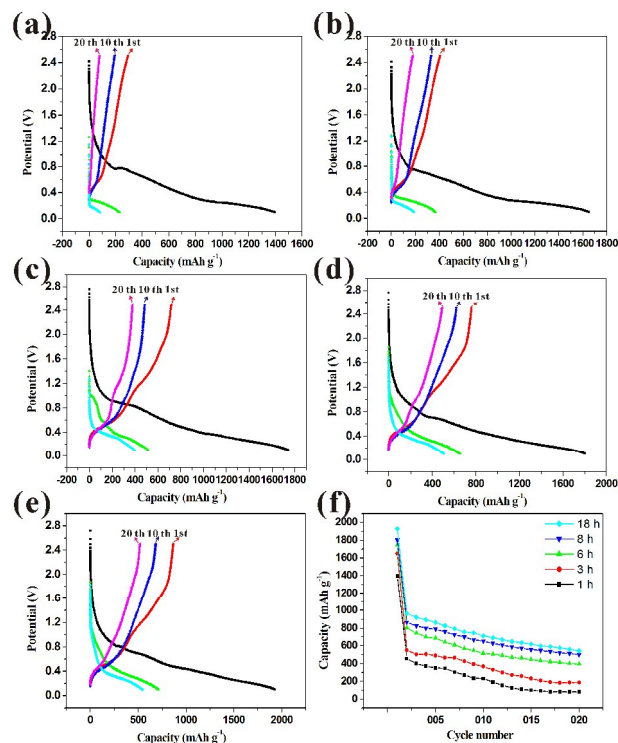 (a)
20 th 10 th 1st
2.8
2.4
2.0
1.6
1.2
0.8
0.4
0.0
Potential (V)
-200 0 200 400 600 800 1000 1200 1400 1600
Capacity (mAh g⁻¹)
(b)
20 th 10 th 1st
2.8
2.4
2.0
1.6
1.2
0.8
0.4
0.0
Potential (V)
-200 0 200 400 600 800 1000 1200 1400 1600 1800
Capacity (mAh g⁻¹)
(c)
20 th 10 th 1st
2.8
2.4
2.0
1.6
1.2
0.8
0.4
0.0
Potential (V)
-250 0 250 500 750 1000 1250 1500 1750
Capacity (mAh g⁻¹)
(d)
20 th 10 th 1st
2.8
2.4
2.0
1.6
1.2
0.8
0.4
0.0
Potential (V)
-400 0 400 800 1200 1600 2000
Capacity (mAh g⁻¹)
(e)
20 th 10 th 1st
2.8
2.4
2.0
1.6
1.2
0.8
0.4
0.0
Potential (V)
0 500 1000 1500 2000
Capacity (mAh g⁻¹)
(f)
2000
1800
1600
1400
1200
1000
800
600
400
200
0
Capacity (mAh g⁻¹)
18 h
8 h
6 h
3 h
1 h
005 010 015 020
Cycle number